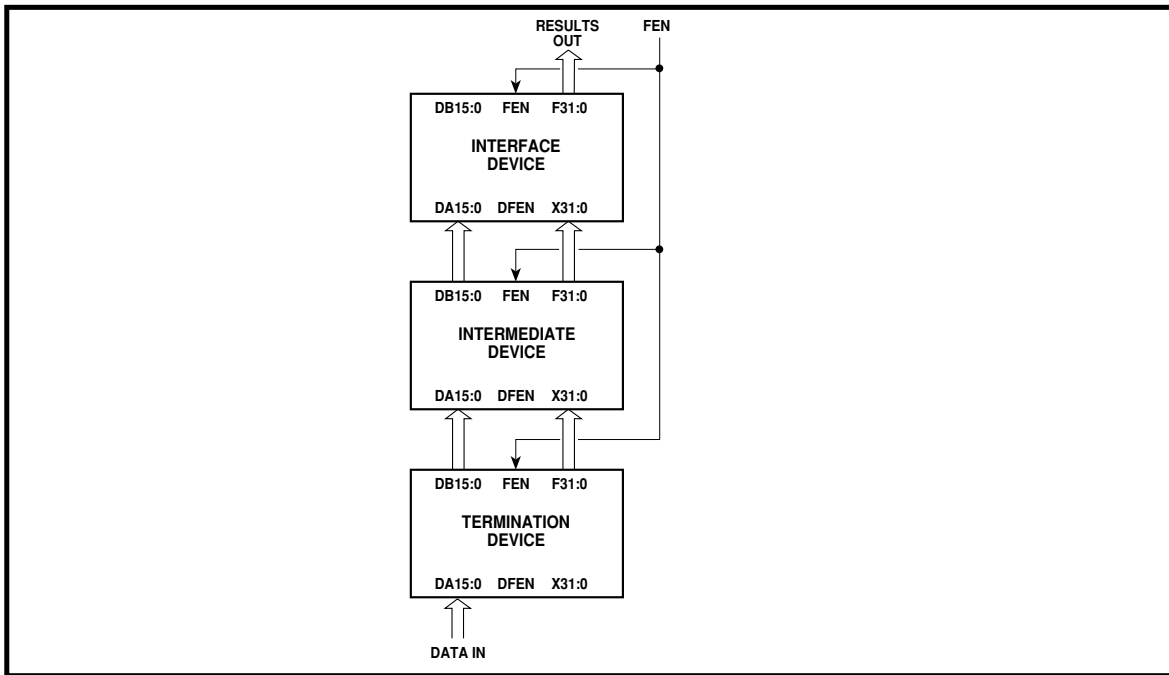 RESULTS
OUT
FEN
DB15:0 FEN F31:0
INTERFACE
DEVICE
DA15:0 DFEN X31:0
DB15:0 FEN F31:0
INTERMEDIATE
DEVICE
DA15:0 DFEN X31:0
DB15:0 FEN F31:0
TERMINATION
DEVICE
DA15:0 DFEN X31:0
DATA IN